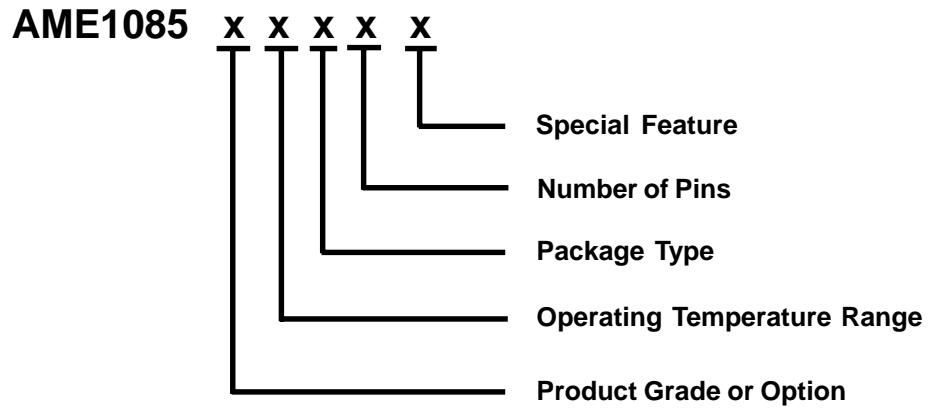 AME1085 x x x x x
Special Feature
Number of Pins
Package Type
Operating Temperature Range
Product Grade or Option